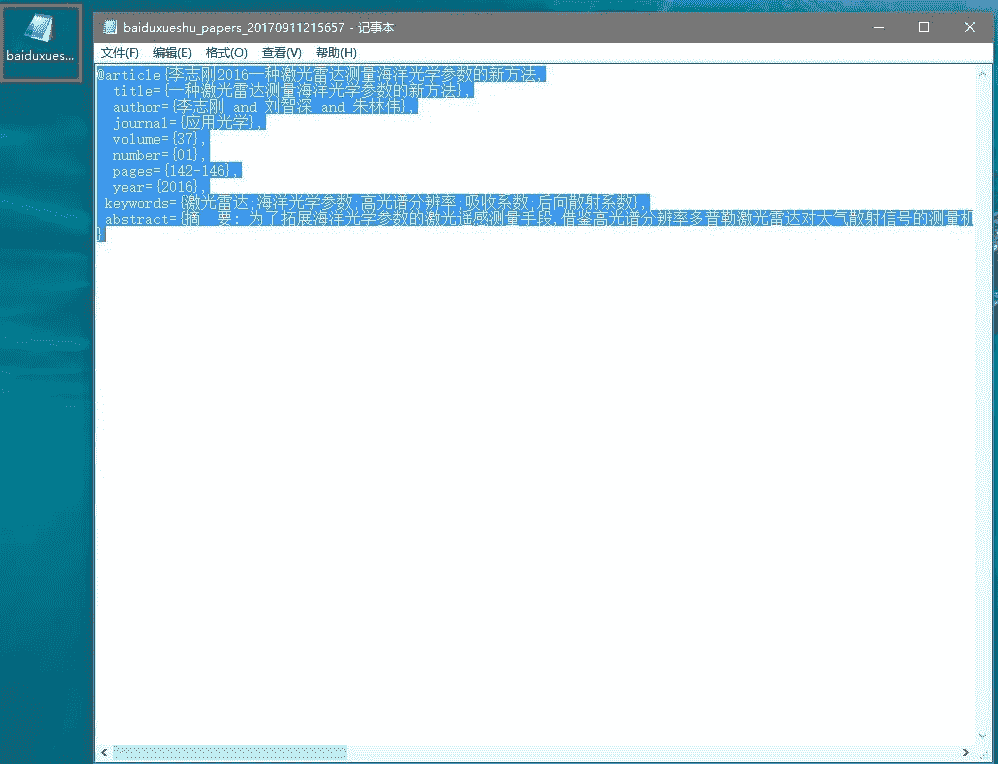 baiduxues...
baiduxueshu_papers_20170911215657 - 记事本
文件(F) 编辑(E) 格式(O) 查看(V) 帮助(H)
@article{李志刚2016一种激光雷达测量海洋光学参数的新方法,
title={一种激光雷达测量海洋光学参数的新方法},
author={李志刚 and 刘智深 and 朱林伟},
journal={应用光学},
volume={37},
number={01},
pages={142-146},
year={2016},
keywords={激光雷达;海洋光学参数;高光谱分辨率;吸收系数;后向散射系数},
abstract={摘　要: 为了拓展海洋光学参数的激光遥感测量手段,借鉴高光谱分辨率多普勒激光雷达对大气散射信号的测量机
}